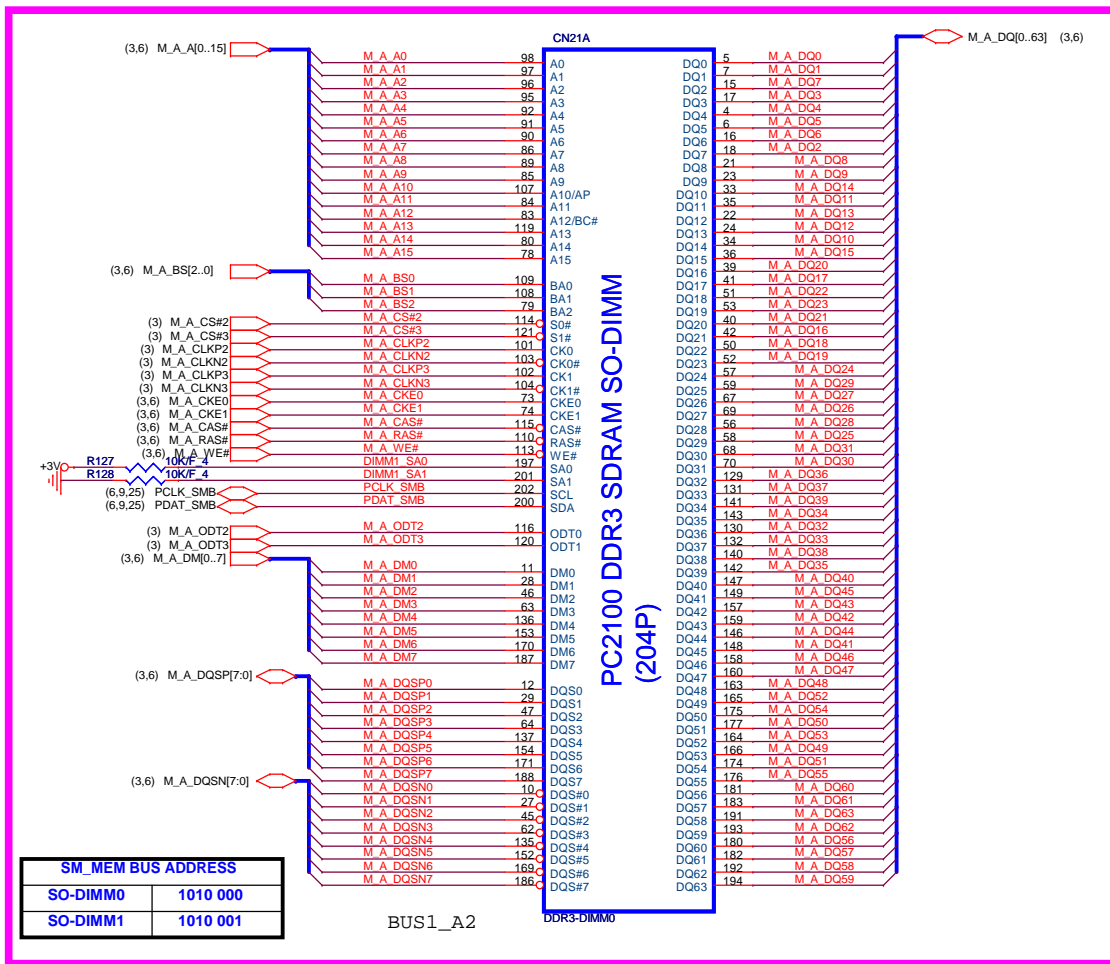 CN21A
(3,6) M_A_A[0..15]
M_A_DQ[0..63] (3,6)
M_A_A0 98 A0
M_A_A1 97 A1
M_A_A2 96 A2
M_A_A3 95 A3
M_A_A4 92 A4
M_A_A5 91 A5
M_A_A6 90 A6
M_A_A7 86 A7
M_A_A8 89 A8
M_A_A9 85 A9
M_A_A10 107 A10/AP
M_A_A11 84 A11
M_A_A12 83 A12/BC#
M_A_A13 119 A13
M_A_A14 80 A14
M_A_A15 78 A15
(3,6) M_A_BS[2..0]
M_A_BS0 109 BA0
M_A_BS1 108 BA1
M_A_BS2 79 BA2
(3) M_A_CS#2 M_A_CS#2 114 S0#
(3) M_A_CS#3 M_A_CS#3 121 S1#
(3) M_A_CLKP2 M_A_CLKP2 101 CK0
(3) M_A_CLKN2 M_A_CLKN2 103 CK0#
(3) M_A_CLKP3 M_A_CLKP3 102 CK1
(3) M_A_CLKN3 M_A_CLKN3 104 CK1#
(3,6) M_A_CKE0 M_A_CKE0 73 CKE0
(3,6) M_A_CKE1 M_A_CKE1 74 CKE1
(3,6) M_A_CAS# M_A_CAS# 115 CAS#
(3,6) M_A_RAS# M_A_RAS# 110 RAS#
(3,6) M_A_WE# M_A_WE# 113 WE#
+3V R127 10K/F_4 DIMM1_SA0 197 SA0
R128 10K/F_4 DIMM1_SA1 201 SA1
(6,9,25) PCLK_SMB PCLK_SMB 202 SCL
(6,9,25) PDAT_SMB PDAT_SMB 200 SDA
(3) M_A_ODT2 M_A_ODT2 116 ODT0
(3) M_A_ODT3 M_A_ODT3 120 ODT1
(3,6) M_A_DM[0..7]
M_A_DM0 11 DM0
M_A_DM1 28 DM1
M_A_DM2 46 DM2
M_A_DM3 63 DM3
M_A_DM4 136 DM4
M_A_DM5 153 DM5
M_A_DM6 170 DM6
M_A_DM7 187 DM7
(3,6) M_A_DQSP[7:0]
M_A_DQSP0 12 DQS0
M_A_DQSP1 29 DQS1
M_A_DQSP2 47 DQS2
M_A_DQSP3 64 DQS3
M_A_DQSP4 137 DQS4
M_A_DQSP5 154 DQS5
M_A_DQSP6 171 DQS6
M_A_DQSP7 188 DQS7
(3,6) M_A_DQSN[7:0]
M_A_DQSN0 10 DQS#0
M_A_DQSN1 27 DQS#1
M_A_DQSN2 45 DQS#2
M_A_DQSN3 62 DQS#3
M_A_DQSN4 135 DQS#4
M_A_DQSN5 152 DQS#5
M_A_DQSN6 169 DQS#6
M_A_DQSN7 186 DQS#7
PC2100 DDR3 SDRAM SO-DIMM
(204P)
DQ0 5 M_A_DQ0
DQ1 7 M_A_DQ1
DQ2 15 M_A_DQ7
DQ3 17 M_A_DQ3
DQ4 4 M_A_DQ4
DQ5 6 M_A_DQ5
DQ6 16 M_A_DQ6
DQ7 18 M_A_DQ2
DQ8 21 M_A_DQ8
DQ9 23 M_A_DQ9
DQ10 33 M_A_DQ14
DQ11 35 M_A_DQ11
DQ12 22 M_A_DQ13
DQ13 24 M_A_DQ12
DQ14 34 M_A_DQ10
DQ15 36 M_A_DQ15
DQ16 39 M_A_DQ20
DQ17 41 M_A_DQ17
DQ18 51 M_A_DQ22
DQ19 53 M_A_DQ23
DQ20 40 M_A_DQ21
DQ21 42 M_A_DQ16
DQ22 50 M_A_DQ18
DQ23 52 M_A_DQ19
DQ24 57 M_A_DQ24
DQ25 59 M_A_DQ29
DQ26 67 M_A_DQ27
DQ27 69 M_A_DQ26
DQ28 56 M_A_DQ28
DQ29 58 M_A_DQ25
DQ30 68 M_A_DQ31
DQ31 70 M_A_DQ30
DQ32 129 M_A_DQ36
DQ33 131 M_A_DQ37
DQ34 141 M_A_DQ39
DQ35 143 M_A_DQ34
DQ36 130 M_A_DQ32
DQ37 132 M_A_DQ33
DQ38 140 M_A_DQ38
DQ39 142 M_A_DQ35
DQ40 147 M_A_DQ40
DQ41 149 M_A_DQ45
DQ42 157 M_A_DQ43
DQ43 159 M_A_DQ42
DQ44 146 M_A_DQ44
DQ45 148 M_A_DQ41
DQ46 158 M_A_DQ46
DQ47 160 M_A_DQ47
DQ48 163 M_A_DQ48
DQ49 165 M_A_DQ52
DQ50 175 M_A_DQ54
DQ51 177 M_A_DQ50
DQ52 164 M_A_DQ53
DQ53 166 M_A_DQ49
DQ54 174 M_A_DQ51
DQ55 176 M_A_DQ55
DQ56 181 M_A_DQ60
DQ57 183 M_A_DQ61
DQ58 191 M_A_DQ63
DQ59 193 M_A_DQ62
DQ60 180 M_A_DQ56
DQ61 182 M_A_DQ57
DQ62 192 M_A_DQ58
DQ63 194 M_A_DQ59
SM_MEM BUS ADDRESS
SO-DIMM0 1010 000
SO-DIMM1 1010 001
BUS1_A2
DDR3-DIMM0